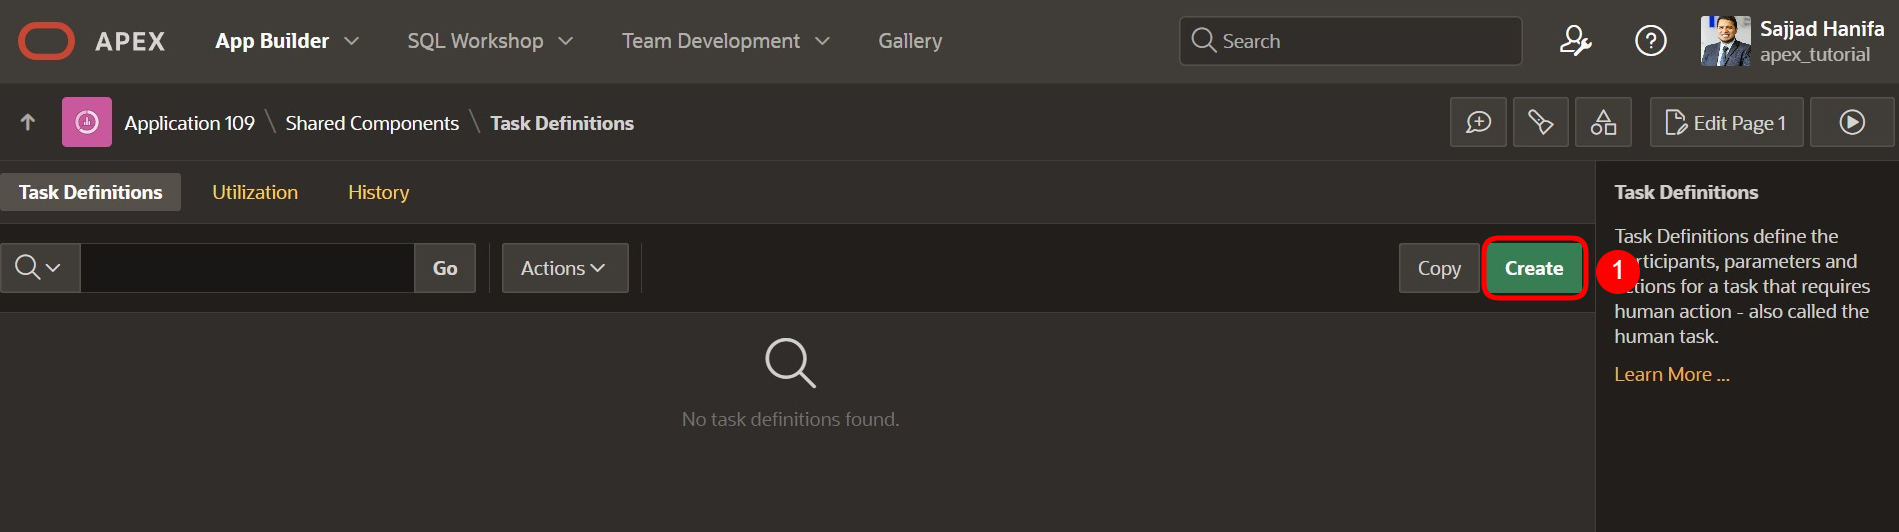 APEX App Builder SQL Workshop Team Development Gallery Search Sajjad Hanifa
apex_tutorial
Application 109 \ Shared Components \ Task Definitions Edit Page 1
Task Definitions Utilization History
Go Actions Copy Create 1
No task definitions found.
Task Definitions
Task Definitions define the
rticipants, parameters and
tions for a task that requires
human action - also called the
human task.
Learn More ...